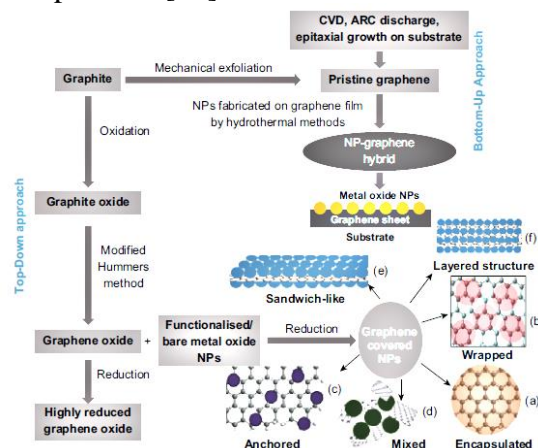 CVD, ARC discharge,
epitaxial growth on substrate
Graphite
Mechanical exfoliation
Pristine graphene
Bottom-Up Approach
NPs fabricated on graphene film
by hydrothermal methods
Oxidation
NP-graphene
hybrid
Top-Down approach
Graphite oxide
Metal oxide NPs
Graphene sheet
Substrate
(f)
Layered structure
Modified
Hummers
method
(e)
Sandwich-like
(b)
Wrapped
Graphene oxide
+
Functionalised/
bare metal oxide
NPs
Reduction
Graphene
covered NPs
Reduction
(c)
(d)
(a)
Highly reduced
graphene oxide
Anchored
Mixed
Encapsulated